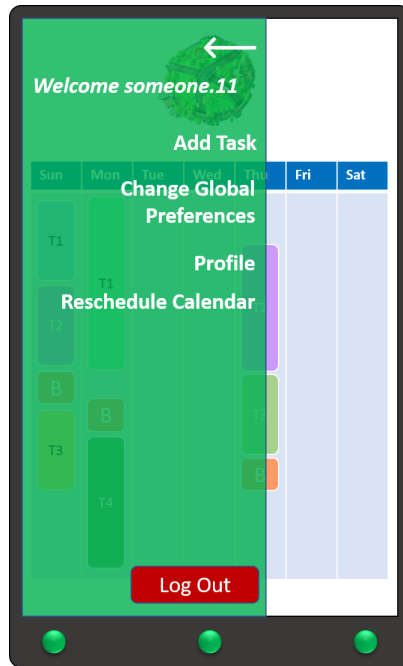 Welcome someone.11
Add Task
Sun Mon Tue Wed Thu Fri Sat
Change Global
Preferences
T1
T1
Profile
Reschedule Calendar
T2
T2
B
B
T3
T3
B
T4
Log Out